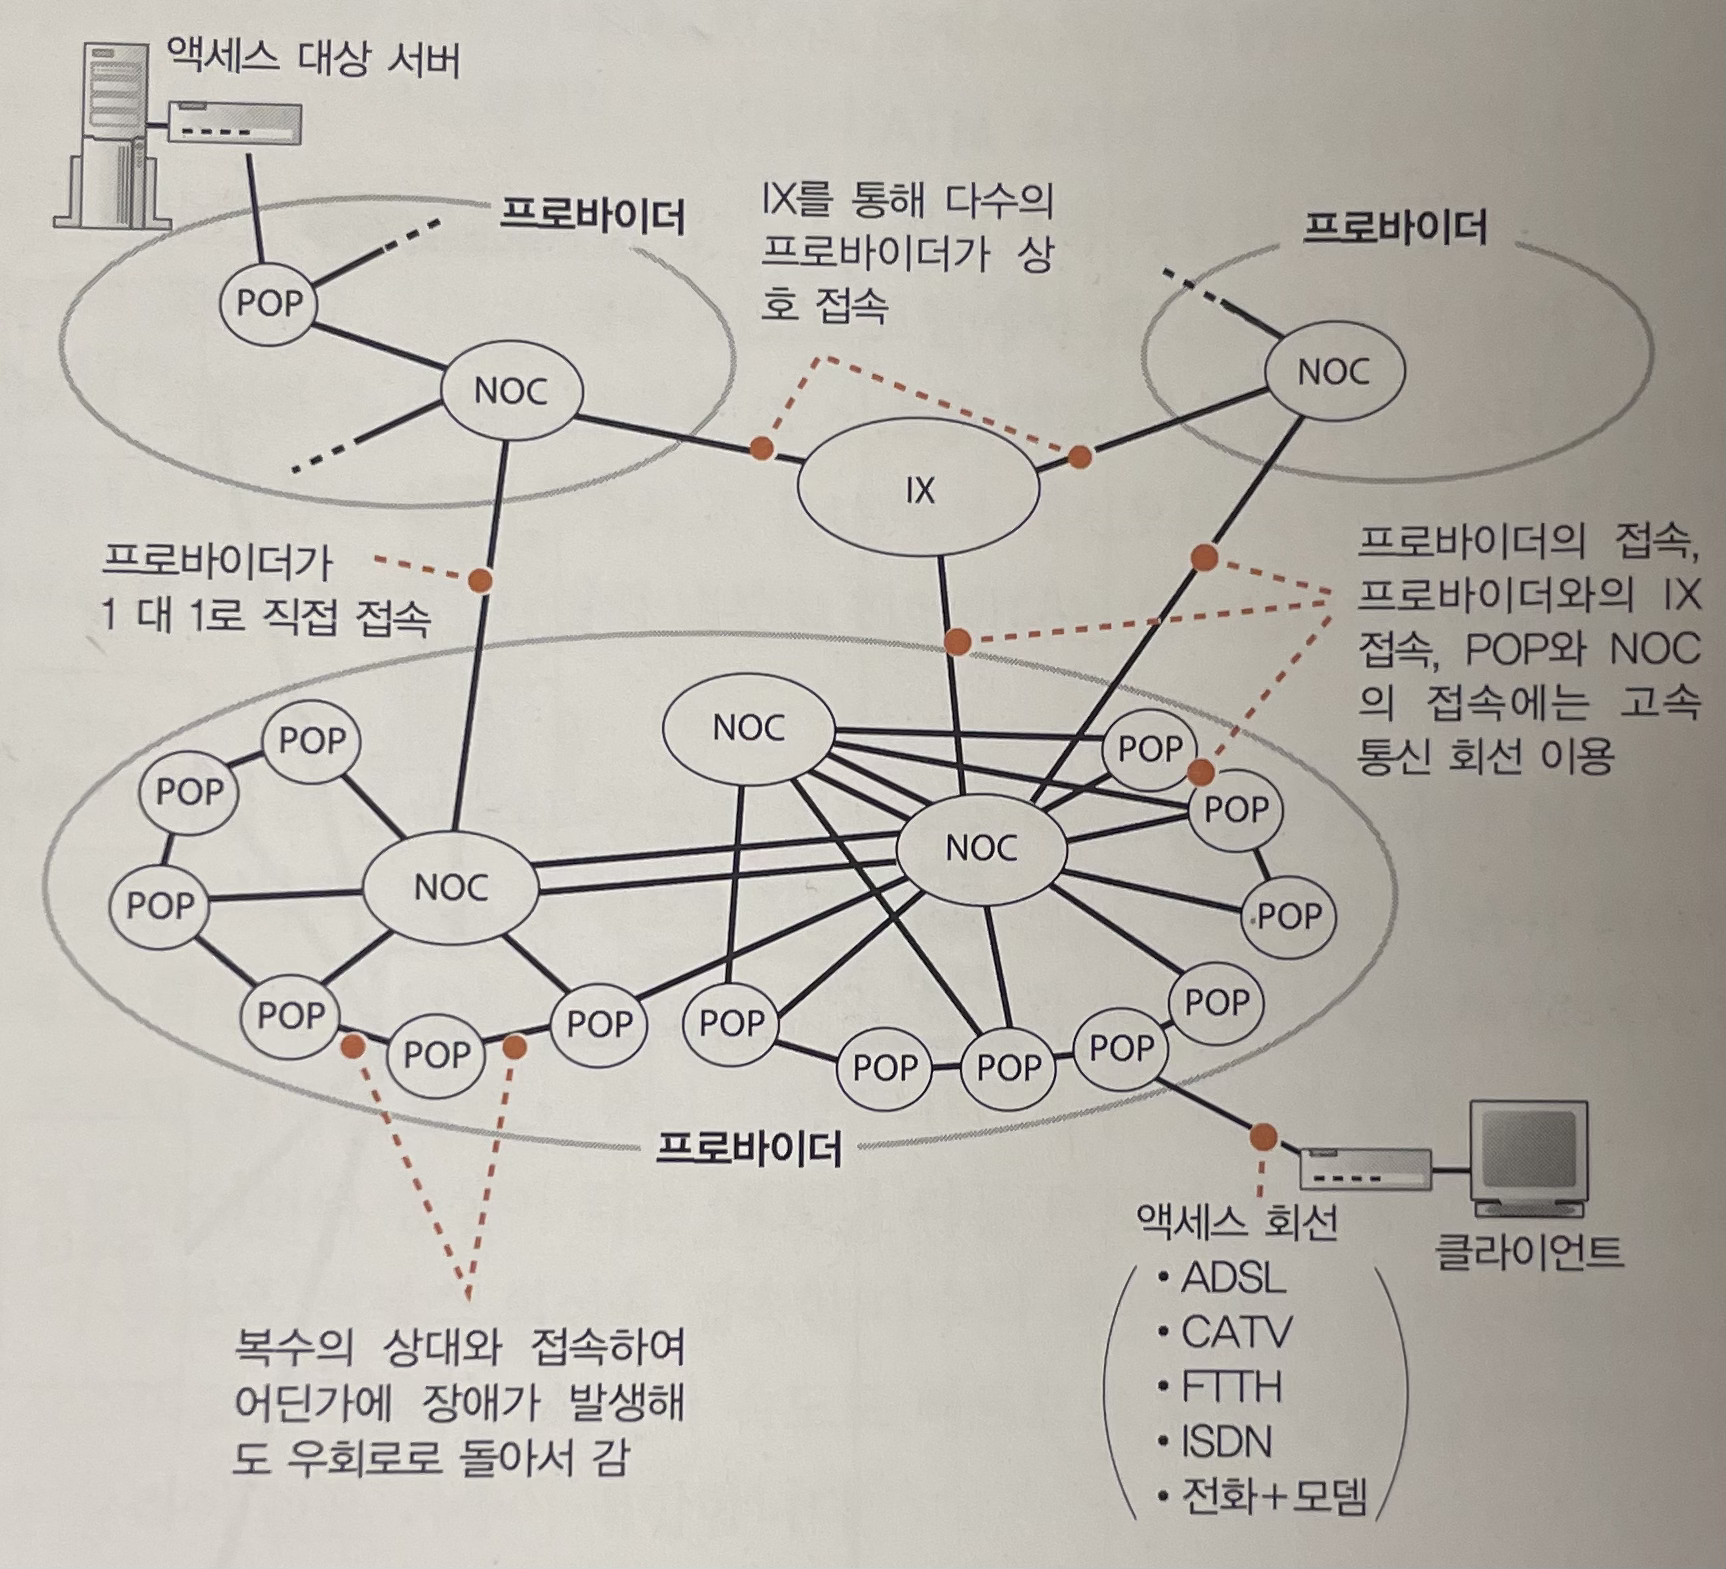 액세스 대상 서버
프로바이더
POP
NOC
IX를 통해 다수의
프로바이더가 상
호 접속
프로바이더
NOC
IX
프로바이더가
1 대 1로 직접 접속
프로바이더의 접속,
프로바이더와의 IX
접속, POP와 NOC
의 접속에는 고속
통신 회선 이용
POP
POP
POP
NOC
POP
POP
POP
NOC
NOC
POP
POP
POP
POP
POP
POP
POP
POP
프로바이더
액세스 회선
• ADSL
• CATV
• FTTH
• ISDN
• 전화+모뎀
클라이언트
복수의 상대와 접속하여
어딘가에 장애가 발생해
도 우회로로 돌아서 감